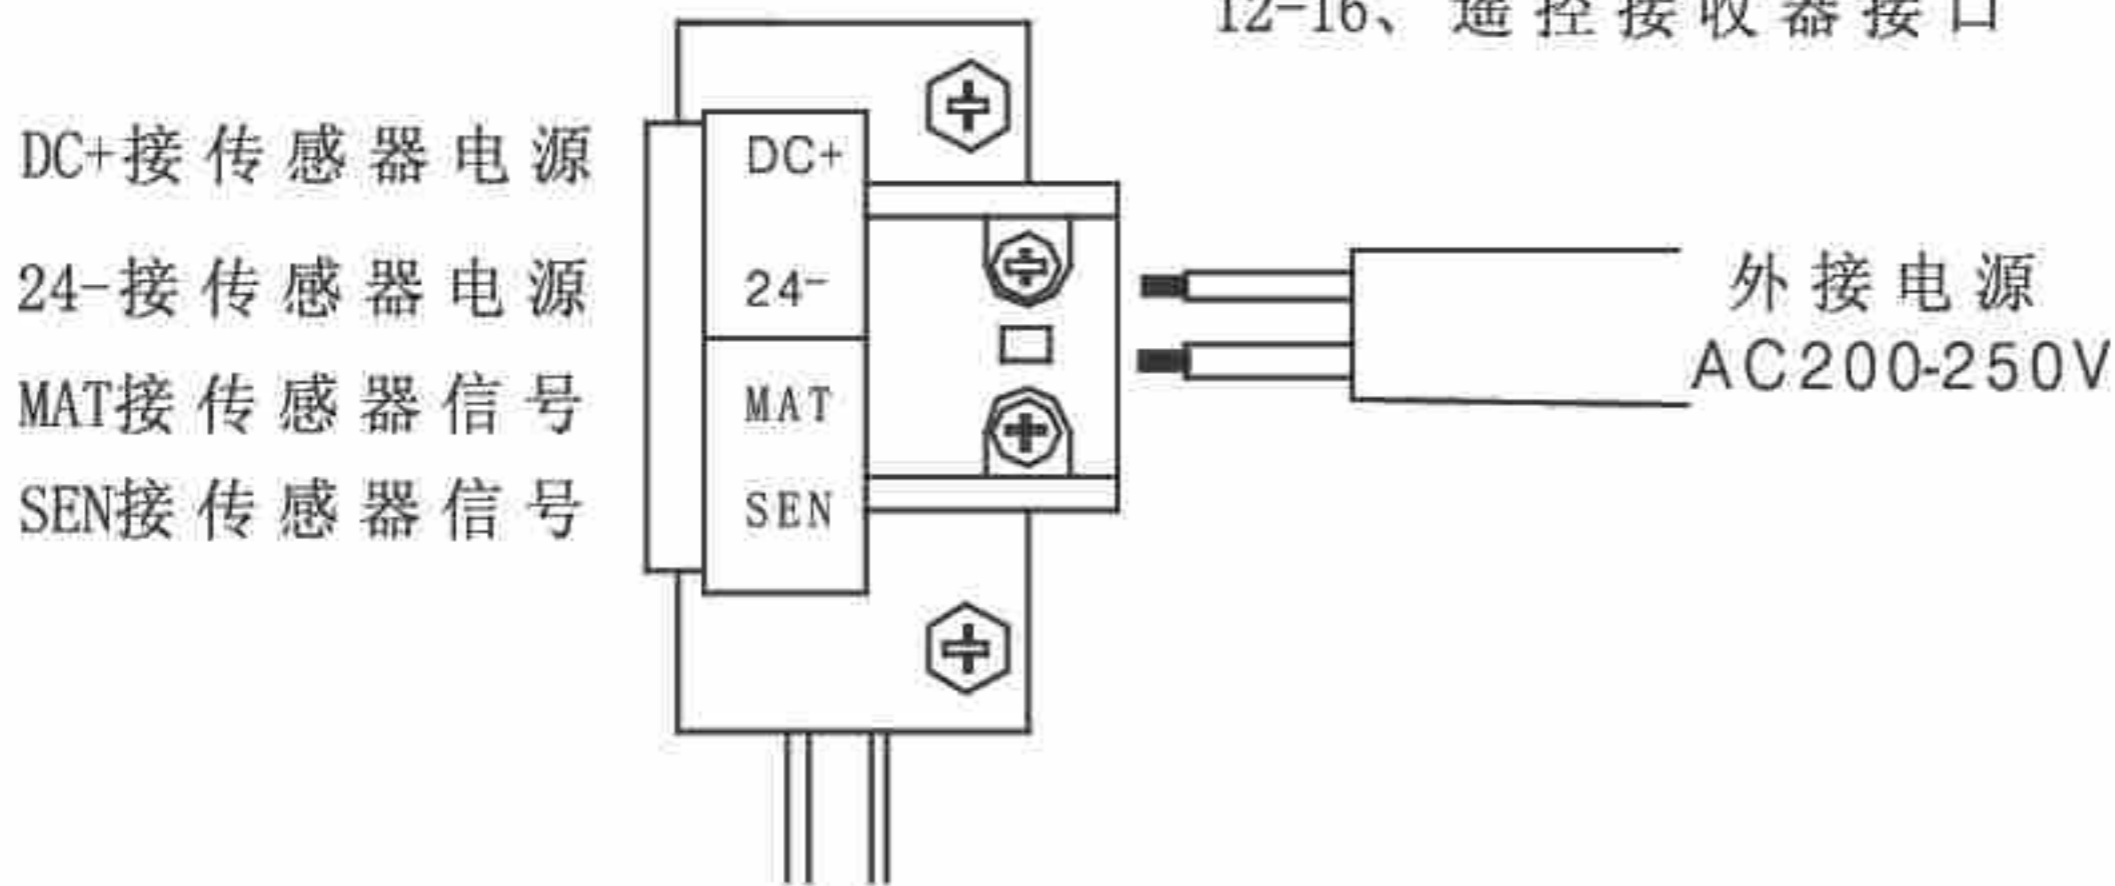 12-16、遥控接收器接口
DC+接传感器电源
24-接传感器电源
MAT接传感器信号
SEN接传感器信号
DC+
24-
MAT
SEN
外接电源
AC200-250V